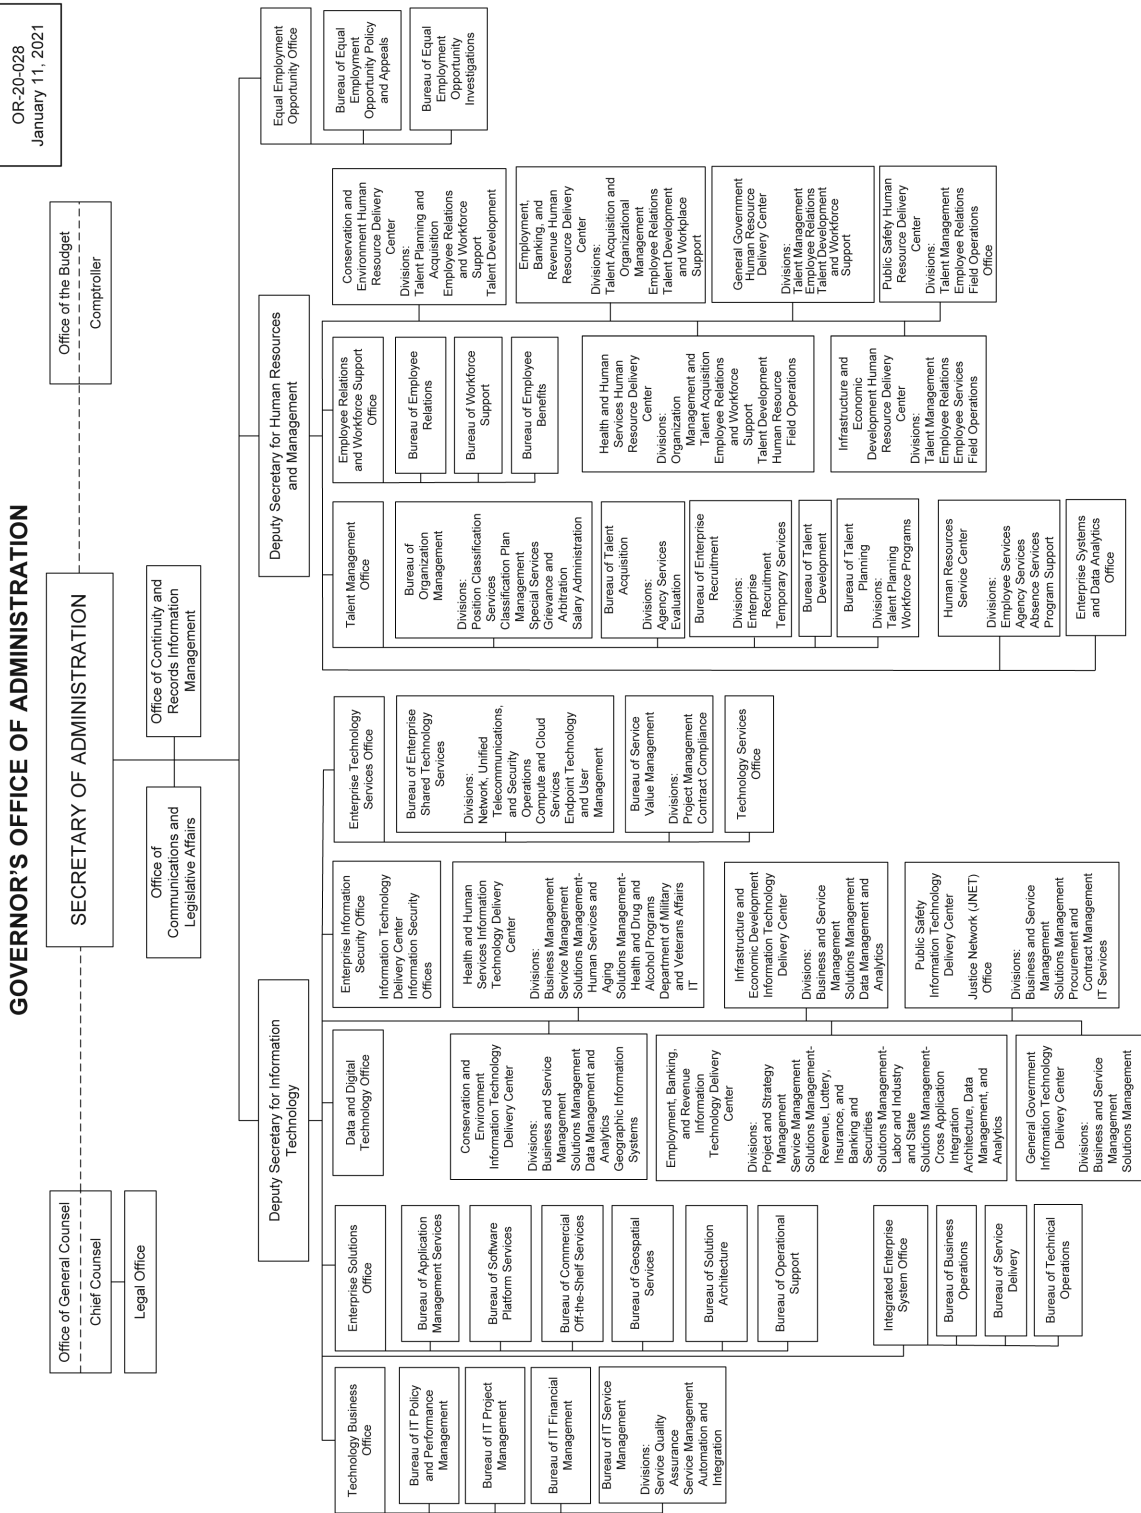 OR-20-028
January 11, 2021
GOVERNOR'S OFFICE OF ADMINISTRATION
Office of General Counsel
Chief Counsel
Legal Office
SECRETARY OF ADMINISTRATION
Office of the Budget
Comptroller
Office of
Communications and
Legislative Affairs
Office of Continuity and
Records Information
Management
Deputy Secretary for Information
Technology
Technology Business
Office
Bureau of IT Policy
and Performance
Management
Bureau of IT Project
Management
Bureau of IT Financial
Management
Bureau of IT Service
Management
Divisions:
Service Quality
Assurance
Service Management
Automation and
Integration
Enterprise Solutions
Office
Bureau of Application
Management Services
Bureau of Software
Platform Services
Bureau of Commercial
Off-the-Shelf Services
Bureau of Geospatial
Services
Bureau of Solution
Architecture
Bureau of Operational
Support
Integrated Enterprise
System Office
Bureau of Business
Operations
Bureau of Service
Delivery
Bureau of Technical
Operations
Data and Digital
Technology Office
Conservation and
Environment
Information Technology
Delivery Center
Divisions:
Business and Service
Management
Solutions Management
Data Management and
Analytics
Geographic Information
Systems
Employment, Banking,
and Revenue
Information
Technology Delivery
Center
Divisions:
Project and Strategy
Management
Service Management
Solutions Management-
Revenue, Lottery,
Insurance, and
Banking and
Securities
Solutions Management-
Labor and Industry
and State
Solutions Management-
Cross Application
Integration
Architecture, Data
Management, and
Analytics
General Government
Information Technology
Delivery Center
Divisions:
Business and Service
Management
Solutions Management
Enterprise Information
Security Office
Information Technology
Delivery Center
Information Security
Offices
Health and Human
Services Information
Technology Delivery
Center
Divisions:
Business Management
Service Management
Solutions Management-
Human Services and
Aging
Solutions Management-
Health and Drug and
Alcohol Programs
Department of Military
and Veterans Affairs
IT
Infrastructure and
Economic Development
Information Technology
Delivery Center
Divisions:
Business and Service
Management
Solutions Management
Data Management and
Analytics
Public Safety
Information Technology
Delivery Center
Justice Network (JNET)
Office
Divisions:
Business and Service
Management
Solutions Management
Procurement and
Contract Management
IT Services
Enterprise Technology
Services Office
Bureau of Enterprise
Shared Technology
Services
Divisions:
Network, Unified
Telecommunications,
and Security
Operations
Compute and Cloud
Services
Endpoint Technology
and User
Management
Bureau of Service
Value Management
Divisions:
Project Management
Contract Compliance
Technology Services
Office
Deputy Secretary for Human Resources
and Management
Talent Management
Office
Bureau of
Organization
Management
Divisions:
Position Classification
Services
Classification Plan
Management
Special Services
Grievance and
Arbitration
Salary Administration
Bureau of Talent
Acquisition
Divisions:
Agency Services
Evaluation
Bureau of Enterprise
Recruitment
Divisions:
Enterprise
Recruitment
Temporary Services
Bureau of Talent
Development
Bureau of Talent
Planning
Divisions:
Talent Planning
Workforce Programs
Human Resources
Service Center
Divisions:
Employee Services
Agency Services
Absence Services
Program Support
Enterprise Systems
and Data Analytics
Office
Employee Relations
and Workforce Support
Office
Bureau of Employee
Relations
Bureau of Workforce
Support
Bureau of Employee
Benefits
Health and Human
Services Human
Resource Delivery
Center
Divisions:
Organization
Management and
Talent Acquisition
Employee Relations
and Workforce
Support
Talent Development
Human Resource
Field Operations
Infrastructure and
Economic
Development Human
Resource Delivery
Center
Divisions:
Talent Management
Employee Relations
Employee Services
Field Operations
Conservation and
Environment Human
Resource Delivery
Center
Divisions:
Talent Planning and
Acquisition
Employee Relations
and Workforce
Support
Talent Development
Employment,
Banking, and
Revenue Human
Resource Delivery
Center
Divisions:
Talent Acquisition and
Organizational
Management
Employee Relations
Talent Development
and Workplace
Support
General Government
Human Resource
Delivery Center
Divisions:
Talent Management
Employee Relations
Talent Development
and Workforce
Support
Public Safety Human
Resource Delivery
Center
Divisions:
Talent Management
Employee Relations
Field Operations
Office
Equal Employment
Opportunity Office
Bureau of Equal
Employment
Opportunity Policy
and Appeals
Bureau of Equal
Employment
Opportunity
Investigations